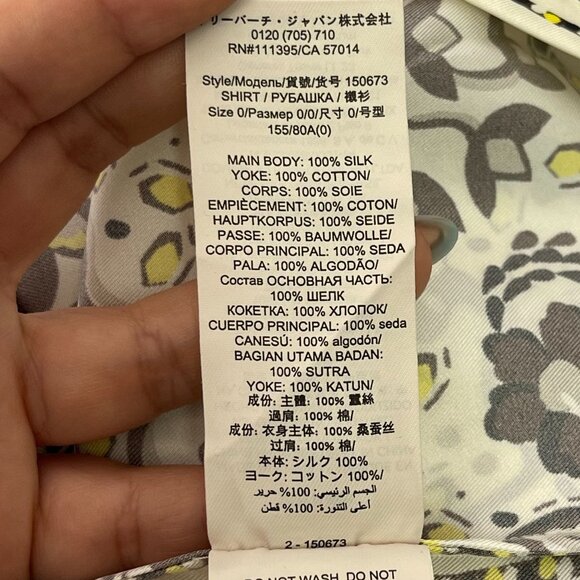 リーバーチ・ジャパン株式会社
0120 (705) 710
RN#111395/CA 57014
Style/Модель/貨號/货号 150673
SHIRT / РУБАШКА / 襯衫
Size 0/Размер 0/0/尺寸 0/号型
155/80A(0)
MAIN BODY: 100% SILK
YOKE: 100% COTTON/
CORPS: 100% SOIE
EMPIÈCEMENT: 100% COTON/
HAUPTKORPUS: 100% SEIDE
PASSE: 100% BAUMWOLLE/
CORPO PRINCIPAL: 100% SEDA
PALA: 100% ALGODÃO/
Состав ОСНОВНАЯ ЧАСТЬ:
100% ШЕЛК
КОКЕТКА: 100% ХЛОПОК/
CUERPO PRINCIPAL: 100% seda
CANESÚ: 100% algodón/
BAGIAN UTAMA BADAN:
100% SUTRA
YOKE: 100% KATUN/
成份: 主體: 100% 蠶絲
過肩: 100% 棉/
成份: 衣身主体: 100% 桑蚕丝
过肩: 100% 棉/
本体: シルク 100%
ヨーク: コットン 100%/
الجسم الرئيسي: 100% حرير
أعلى التنورة: 100% قطن
2 - 150673
DO NOT WASH, DO NOT